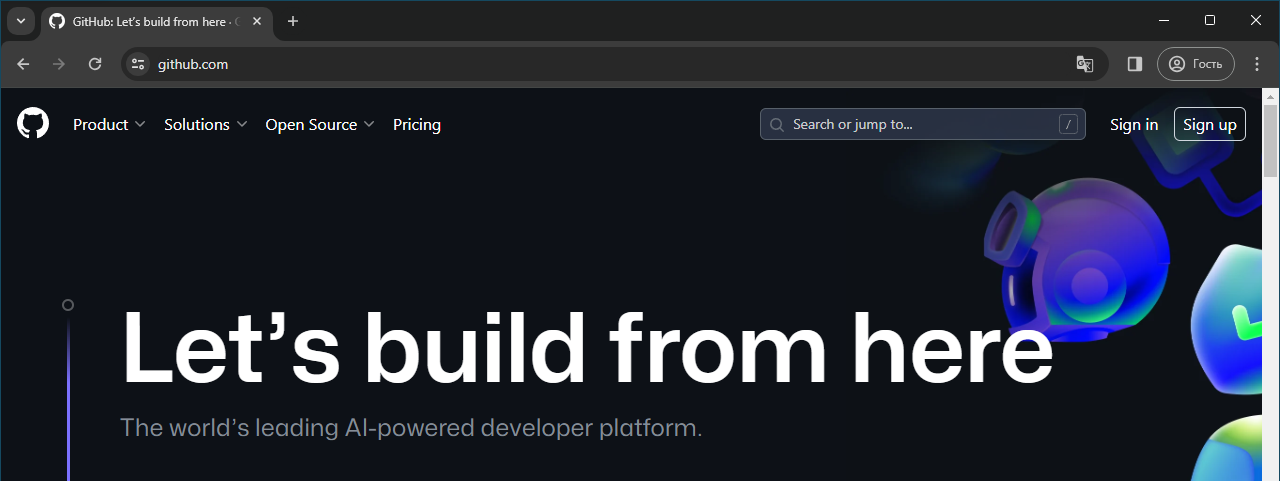 GitHub: Let's build from here ·
github.com
Гость
Product Solutions Open Source Pricing Search or jump to... / Sign in Sign up
Let's build from here
The world's leading AI-powered developer platform.